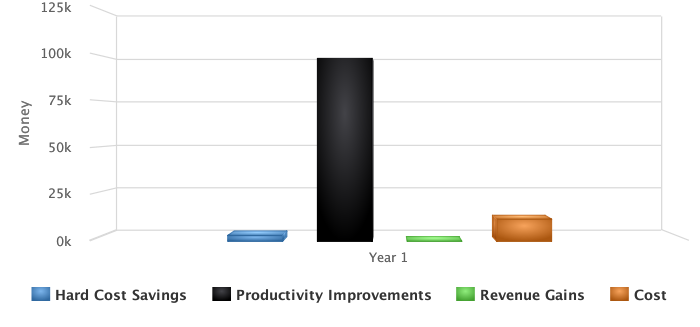 125k
100k
75k
50k
25k
0k
Money
Year 1
Hard Cost Savings Productivity Improvements Revenue Gains Cost